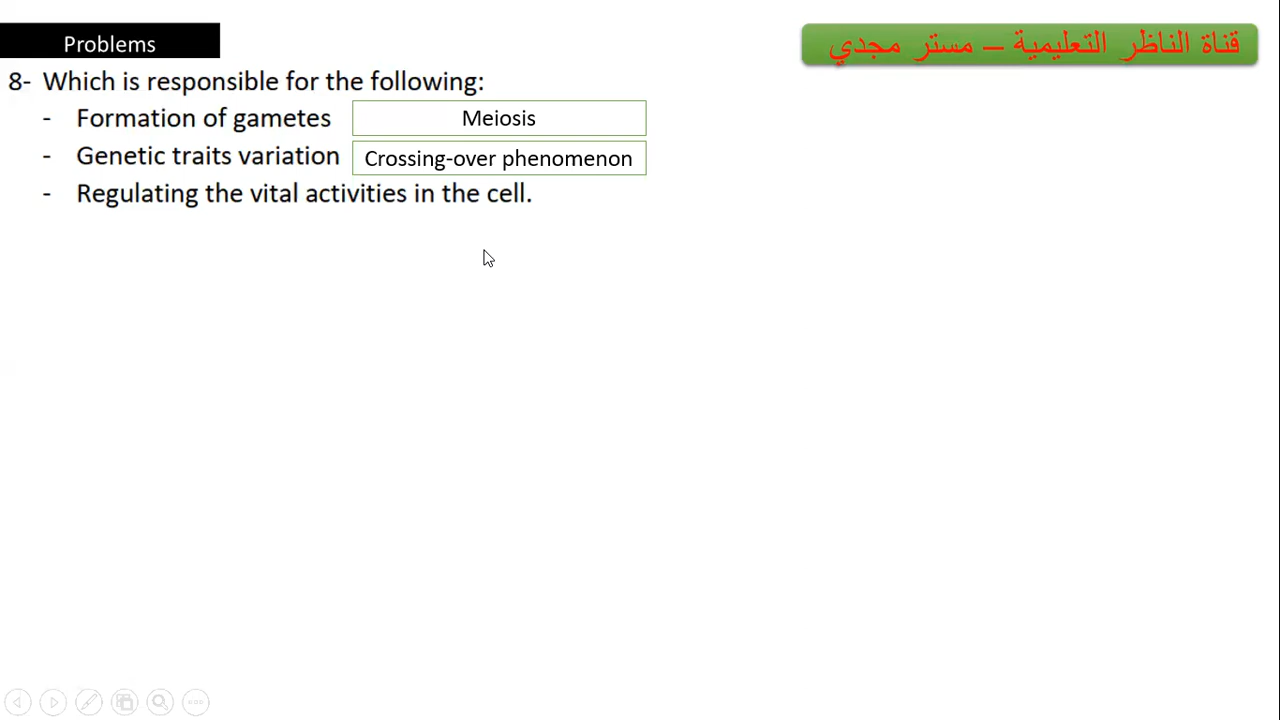 Problems
قناة الناظر التعليمية – مستر مجدي
8- Which is responsible for the following:
- Formation of gametes Meiosis
- Genetic traits variation Crossing-over phenomenon
- Regulating the vital activities in the cell.